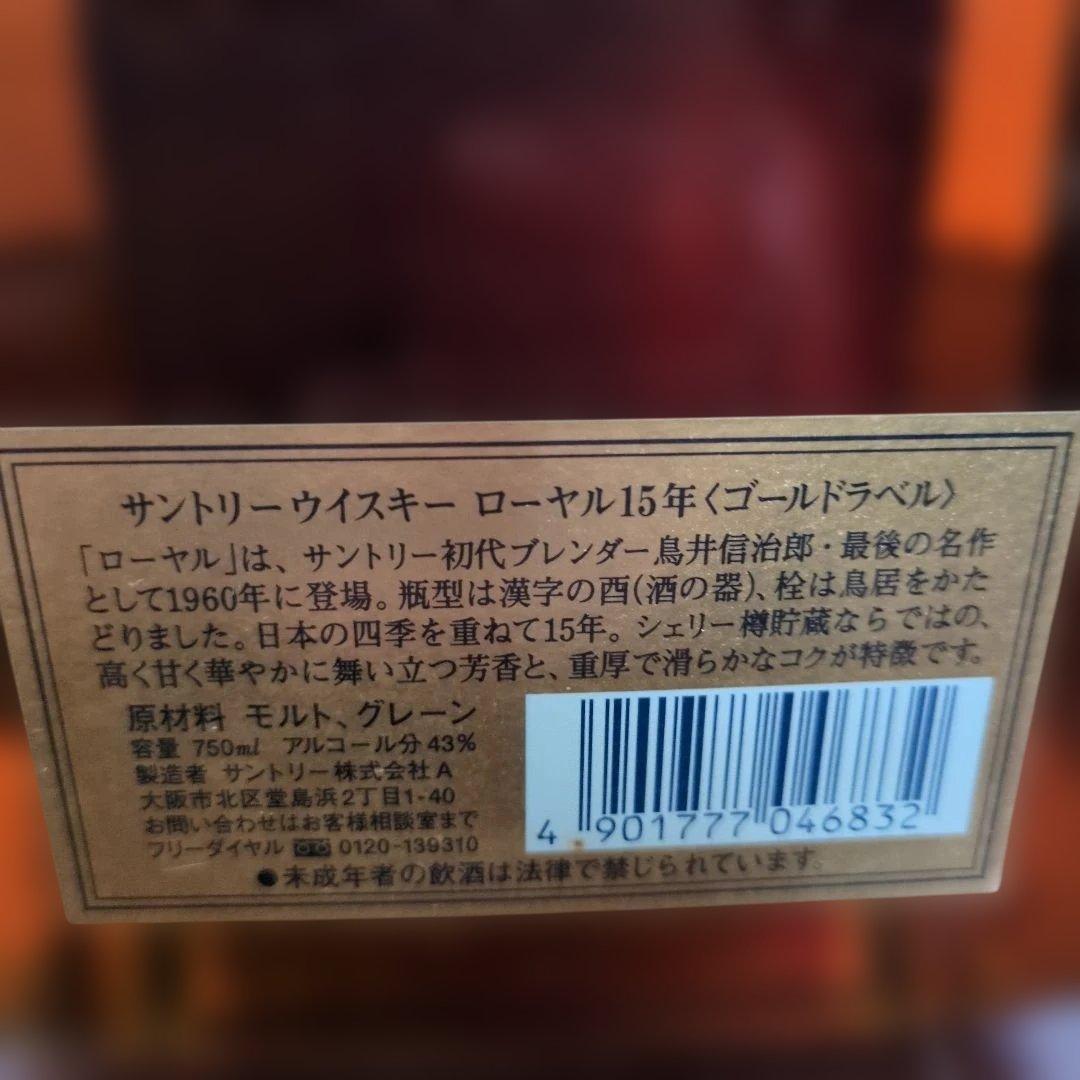 サントリーウイスキー ローヤル15年〈ゴールドラベル〉
「ローヤル」は、サントリー初代ブレンダー鳥井信治郎・最後の名作
として1960年に登場。瓶型は漢字の酉(酒の器)、栓は鳥居をかた
どりました。日本の四季を重ねて15年。シェリー樽貯蔵ならではの、
高く甘く華やかに舞い立つ芳香と、重厚で滑らかなコクが特徴です。
原材料 モルト、グレーン
容量 750ml アルコール分43%
製造者 サントリー株式会社A
大阪市北区堂島浜2丁目1-40
お問い合わせはお客様相談室まで
フリーダイヤル 0120-139310
4 901777 046832
●未成年者の飲酒は法律で禁じられています。